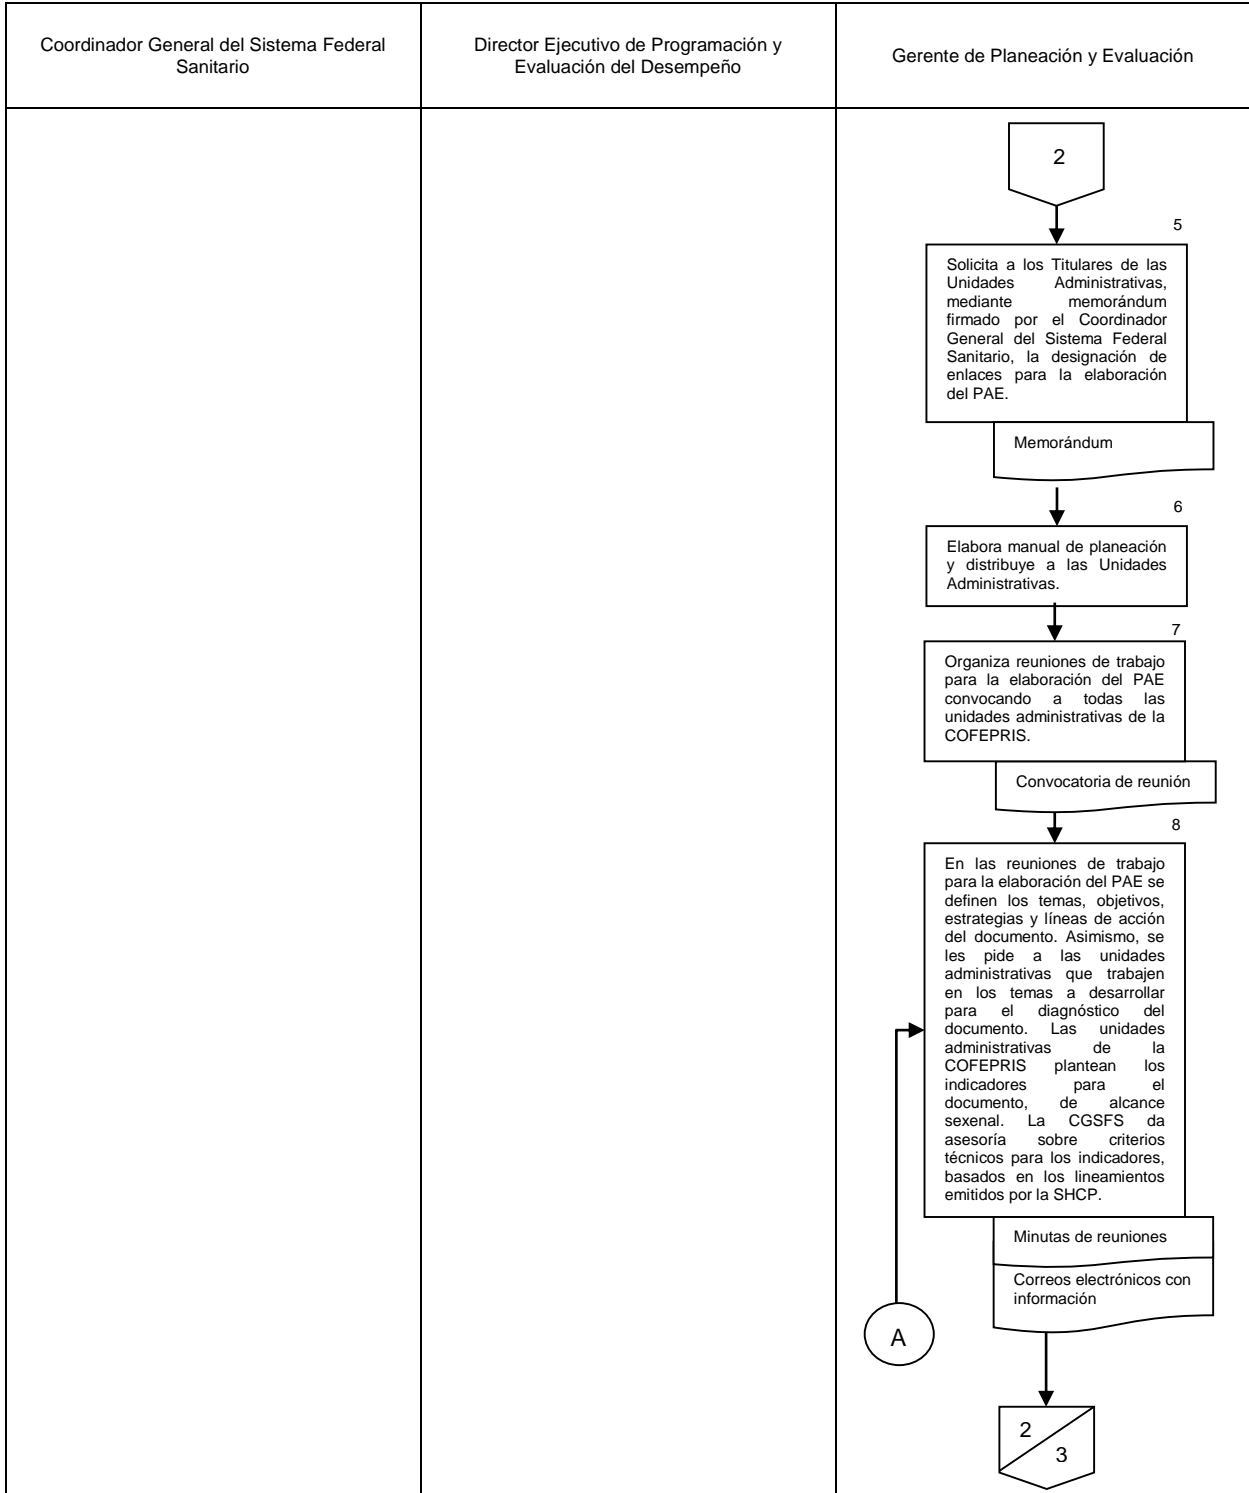 Coordinador General del Sistema Federal
Sanitario
Director Ejecutivo de Programación y
Evaluación del Desempeño
Gerente de Planeación y Evaluación
2
5
Solicita a los Titulares de las
Unidades Administrativas,
mediante memorándum
firmado por el Coordinador
General del Sistema Federal
Sanitario, la designación de
enlaces para la elaboración
del PAE.
Memorándum
6
Elabora manual de planeación
y distribuye a las Unidades
Administrativas.
7
Organiza reuniones de trabajo
para la elaboración del PAE
convocando a todas las
unidades administrativas de la
COFEPRIS.
Convocatoria de reunión
8
En las reuniones de trabajo
para la elaboración del PAE se
definen los temas, objetivos,
estrategias y líneas de acción
del documento. Asimismo, se
les pide a las unidades
administrativas que trabajen
en los temas a desarrollar
para el diagnóstico del
documento. Las unidades
administrativas de la
COFEPRIS plantean los
indicadores para el
documento, de alcance
sexenal. La CGSFS da
asesoría sobre criterios
técnicos para los indicadores,
basados en los lineamientos
emitidos por la SHCP.
Minutas de reuniones
Correos electrónicos con
información
A
2
3